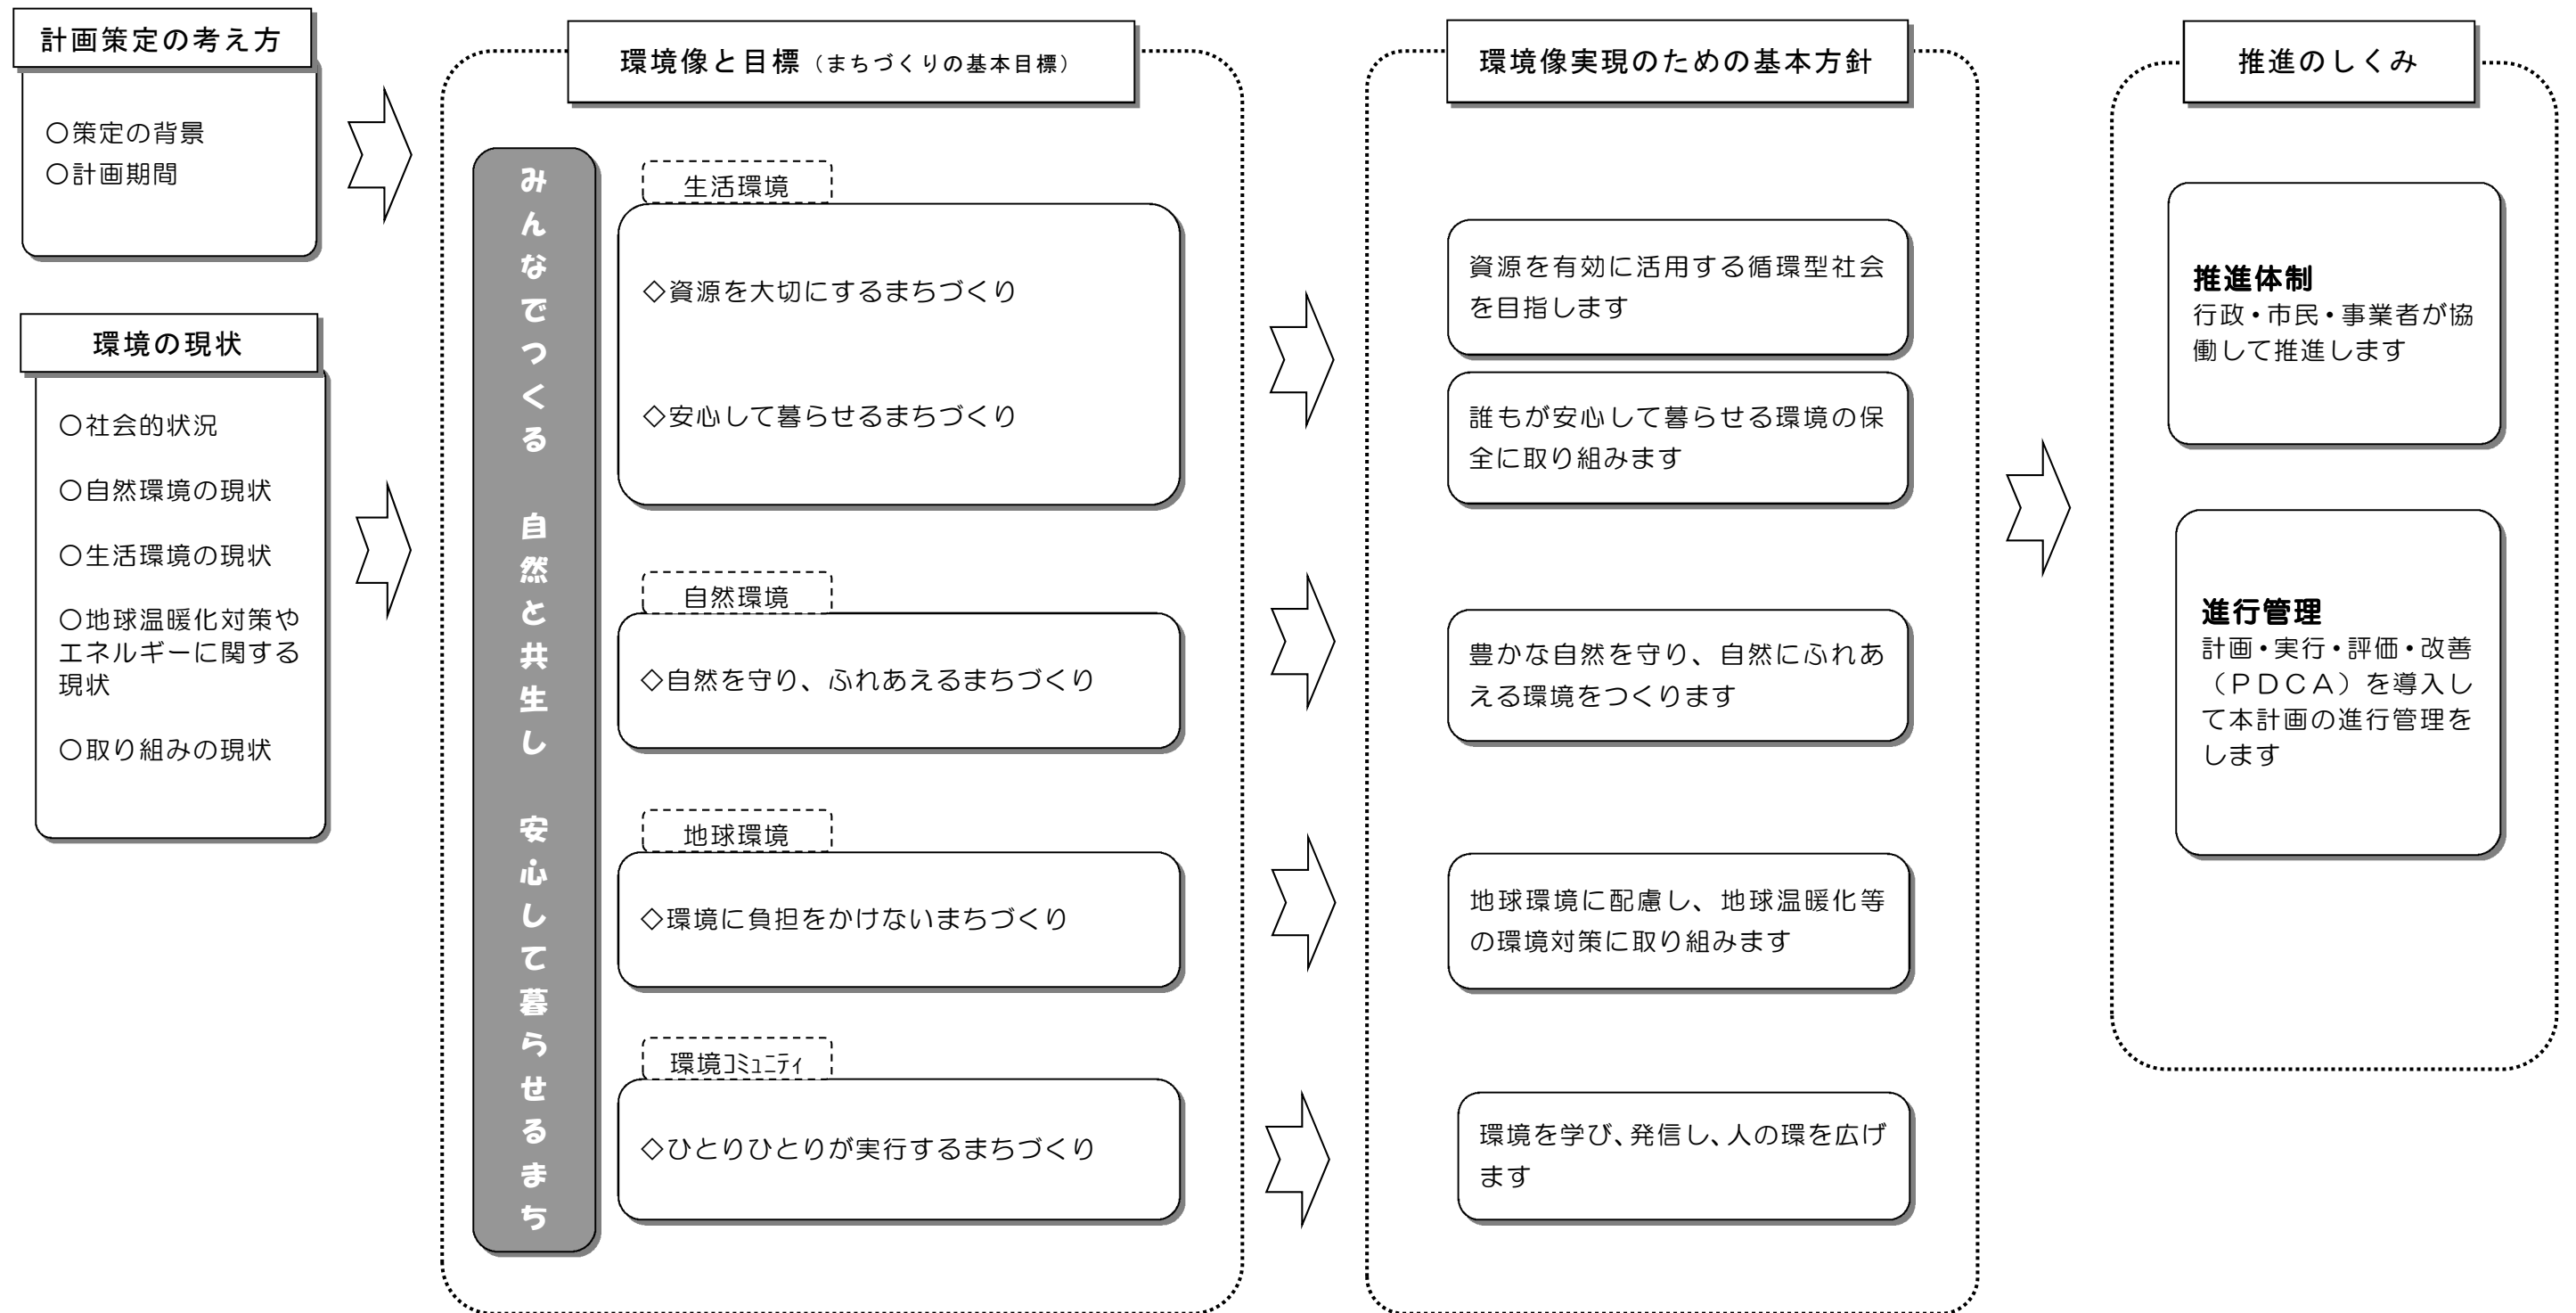 計画策定の考え方
○策定の背景
○計画期間
環境の現状
○社会的状況
○自然環境の現状
○生活環境の現状
○地球温暖化対策や
エネルギーに関する
現状
○取り組みの現状
環境像と目標（まちづくりの基本目標）
みんなでつくる　自然と共生し　安心して暮らせるまち
生活環境
◇資源を大切にするまちづくり
◇安心して暮らせるまちづくり
自然環境
◇自然を守り、ふれあえるまちづくり
地球環境
◇環境に負担をかけないまちづくり
環境ｺﾐｭﾆﾃｨ
◇ひとりひとりが実行するまちづくり
環境像実現のための基本方針
資源を有効に活用する循環型社会
を目指します
誰もが安心して暮らせる環境の保
全に取り組みます
豊かな自然を守り、自然にふれあ
える環境をつくります
地球環境に配慮し、地球温暖化等
の環境対策に取り組みます
環境を学び、発信し、人の環を広げ
ます
推進のしくみ
推進体制
行政・市民・事業者が協
働して推進します
進行管理
計画・実行・評価・改善
（ＰＤＣＡ）を導入し
て本計画の進行管理を
します